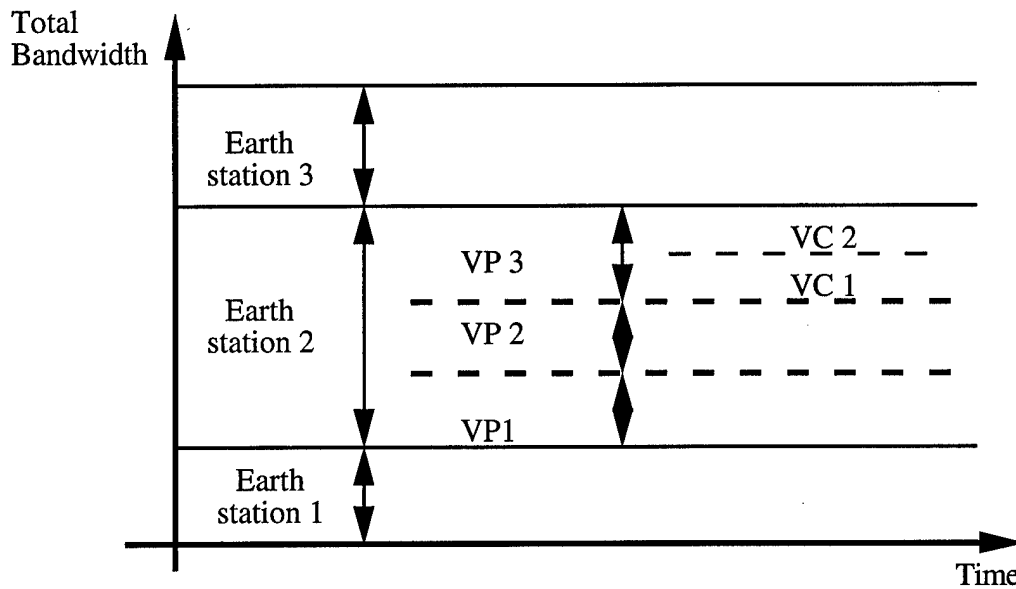 Total
Bandwidth
Earth
station 3
VC 2
VP 3
VC 1
Earth
station 2
VP 2
VP1
Earth
station 1
Time